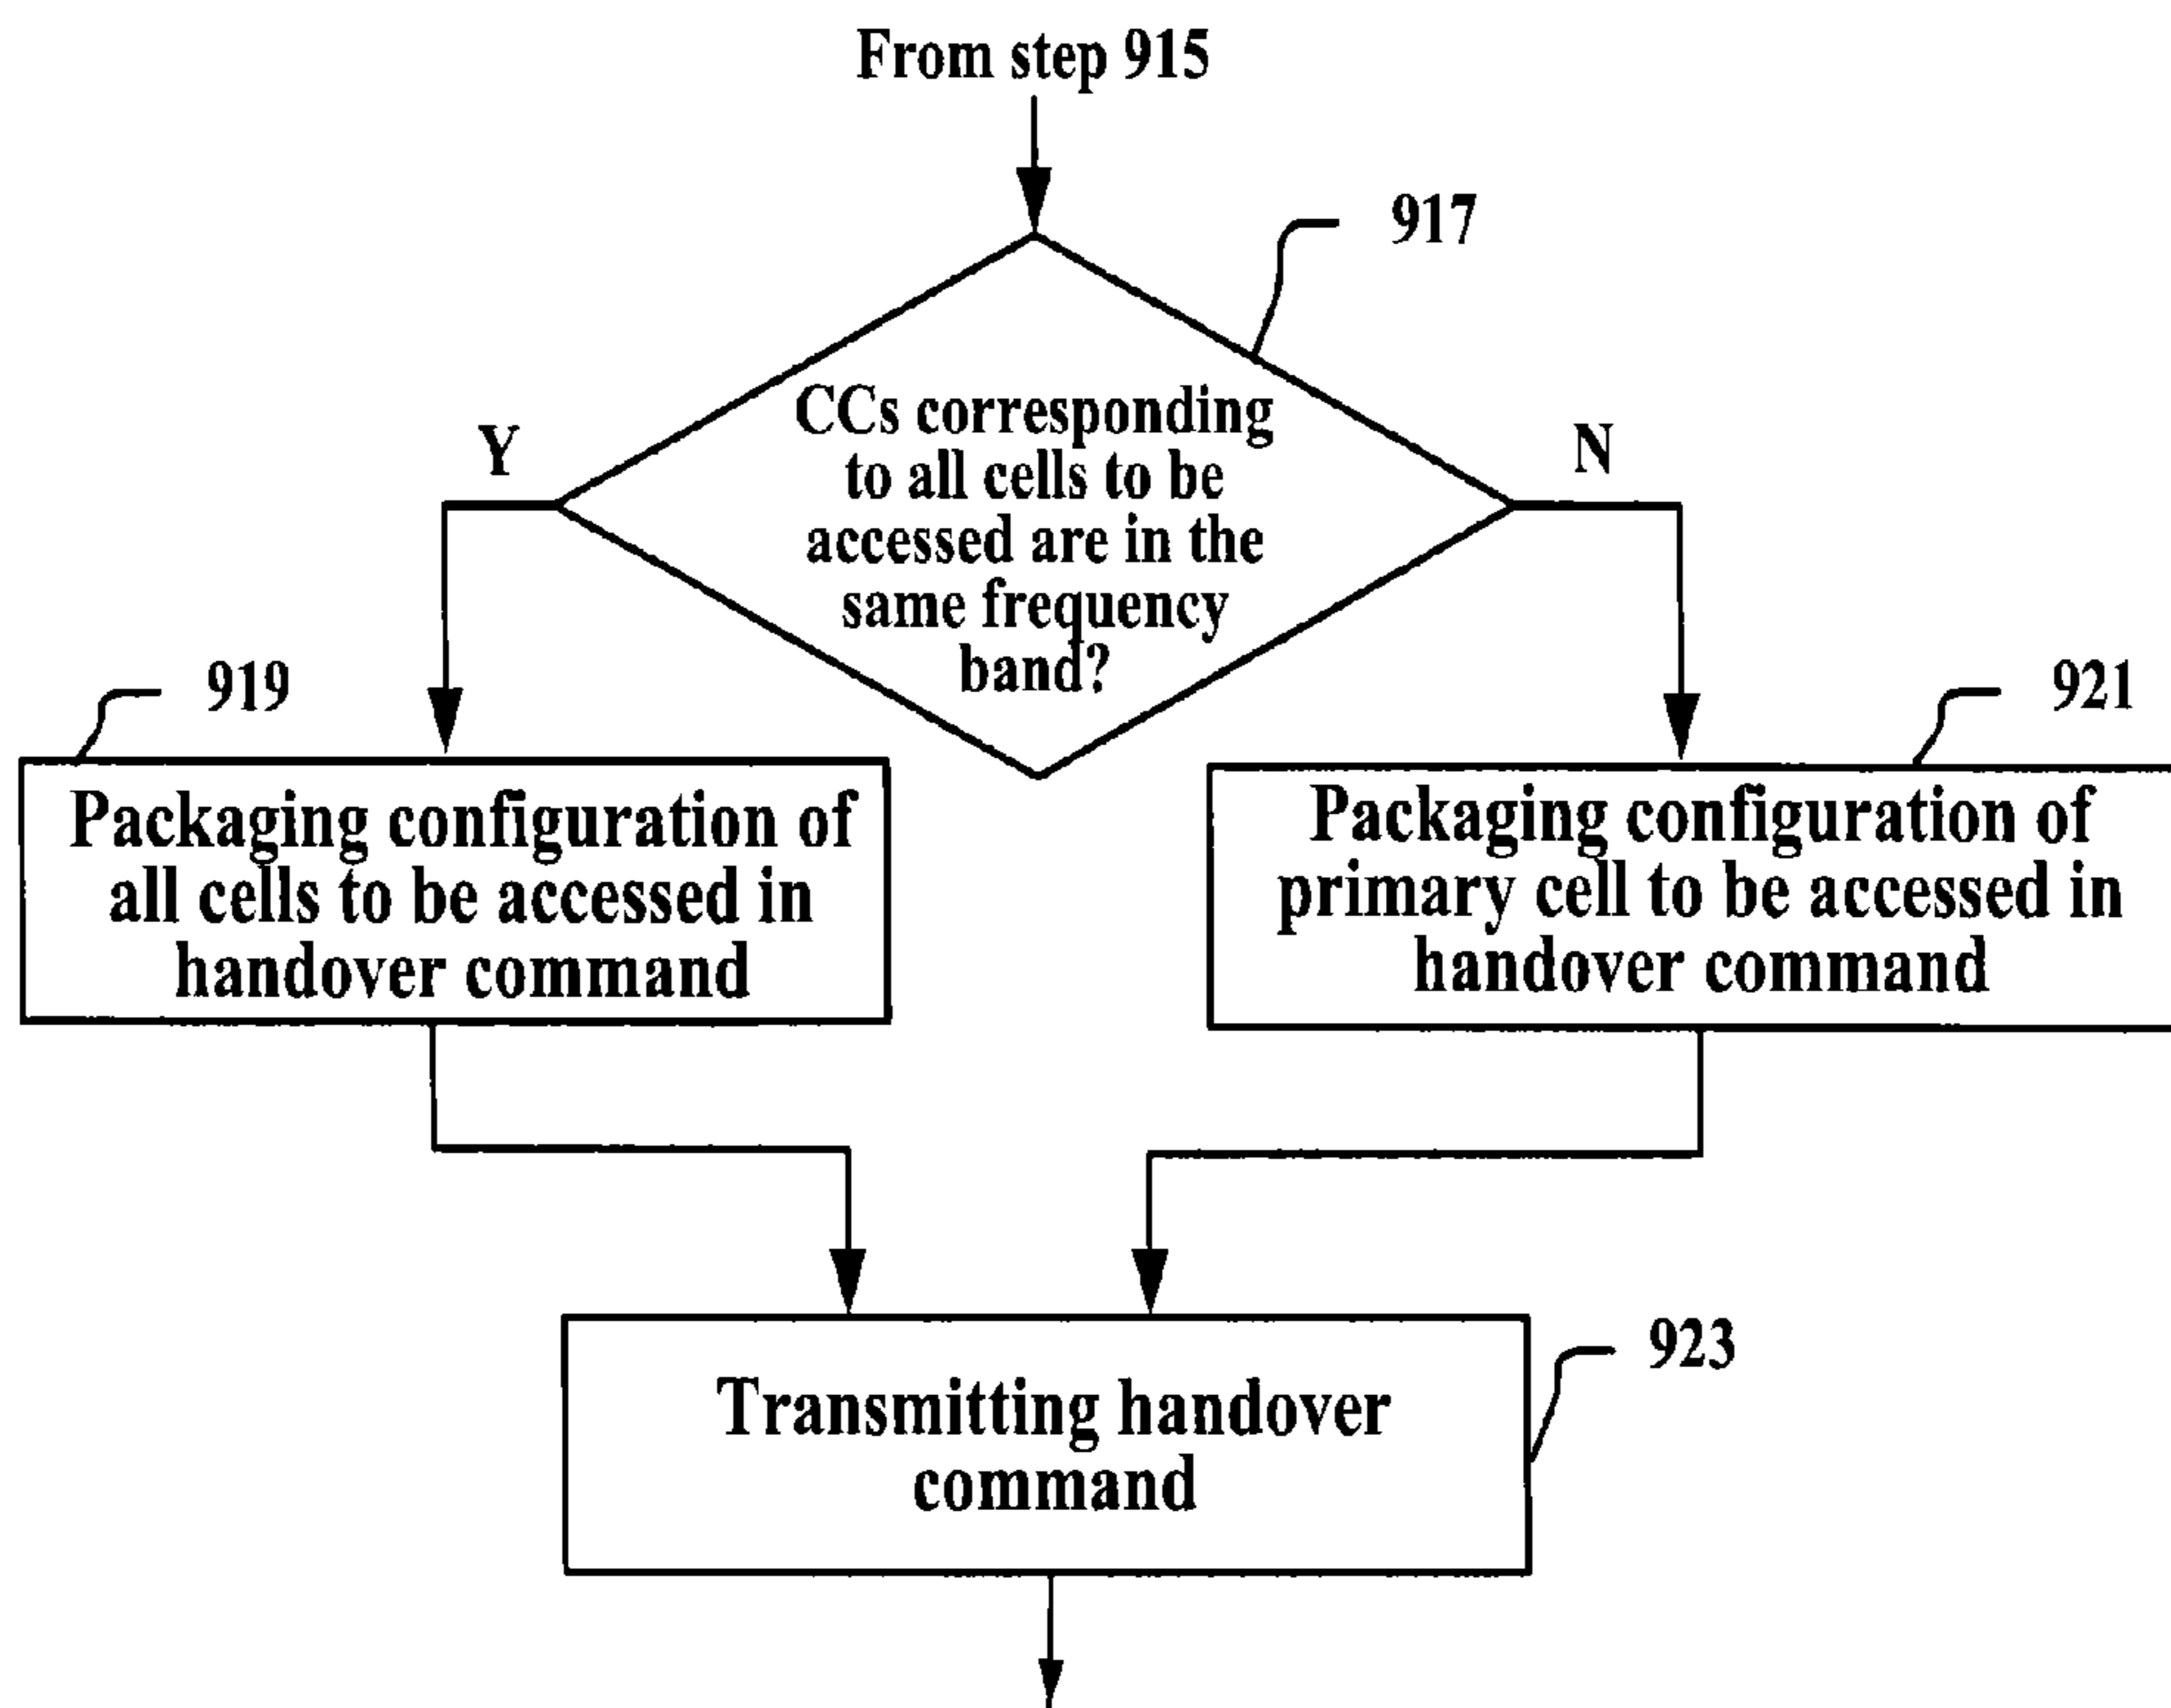 From step 915
917
CCs corresponding
to all cells to be
accessed are in the
same frequency
band?
Y
N
919
921
Packaging configuration of
all cells to be accessed in
handover command
Packaging configuration of
primary cell to be accessed in
handover command
923
Transmitting handover
command